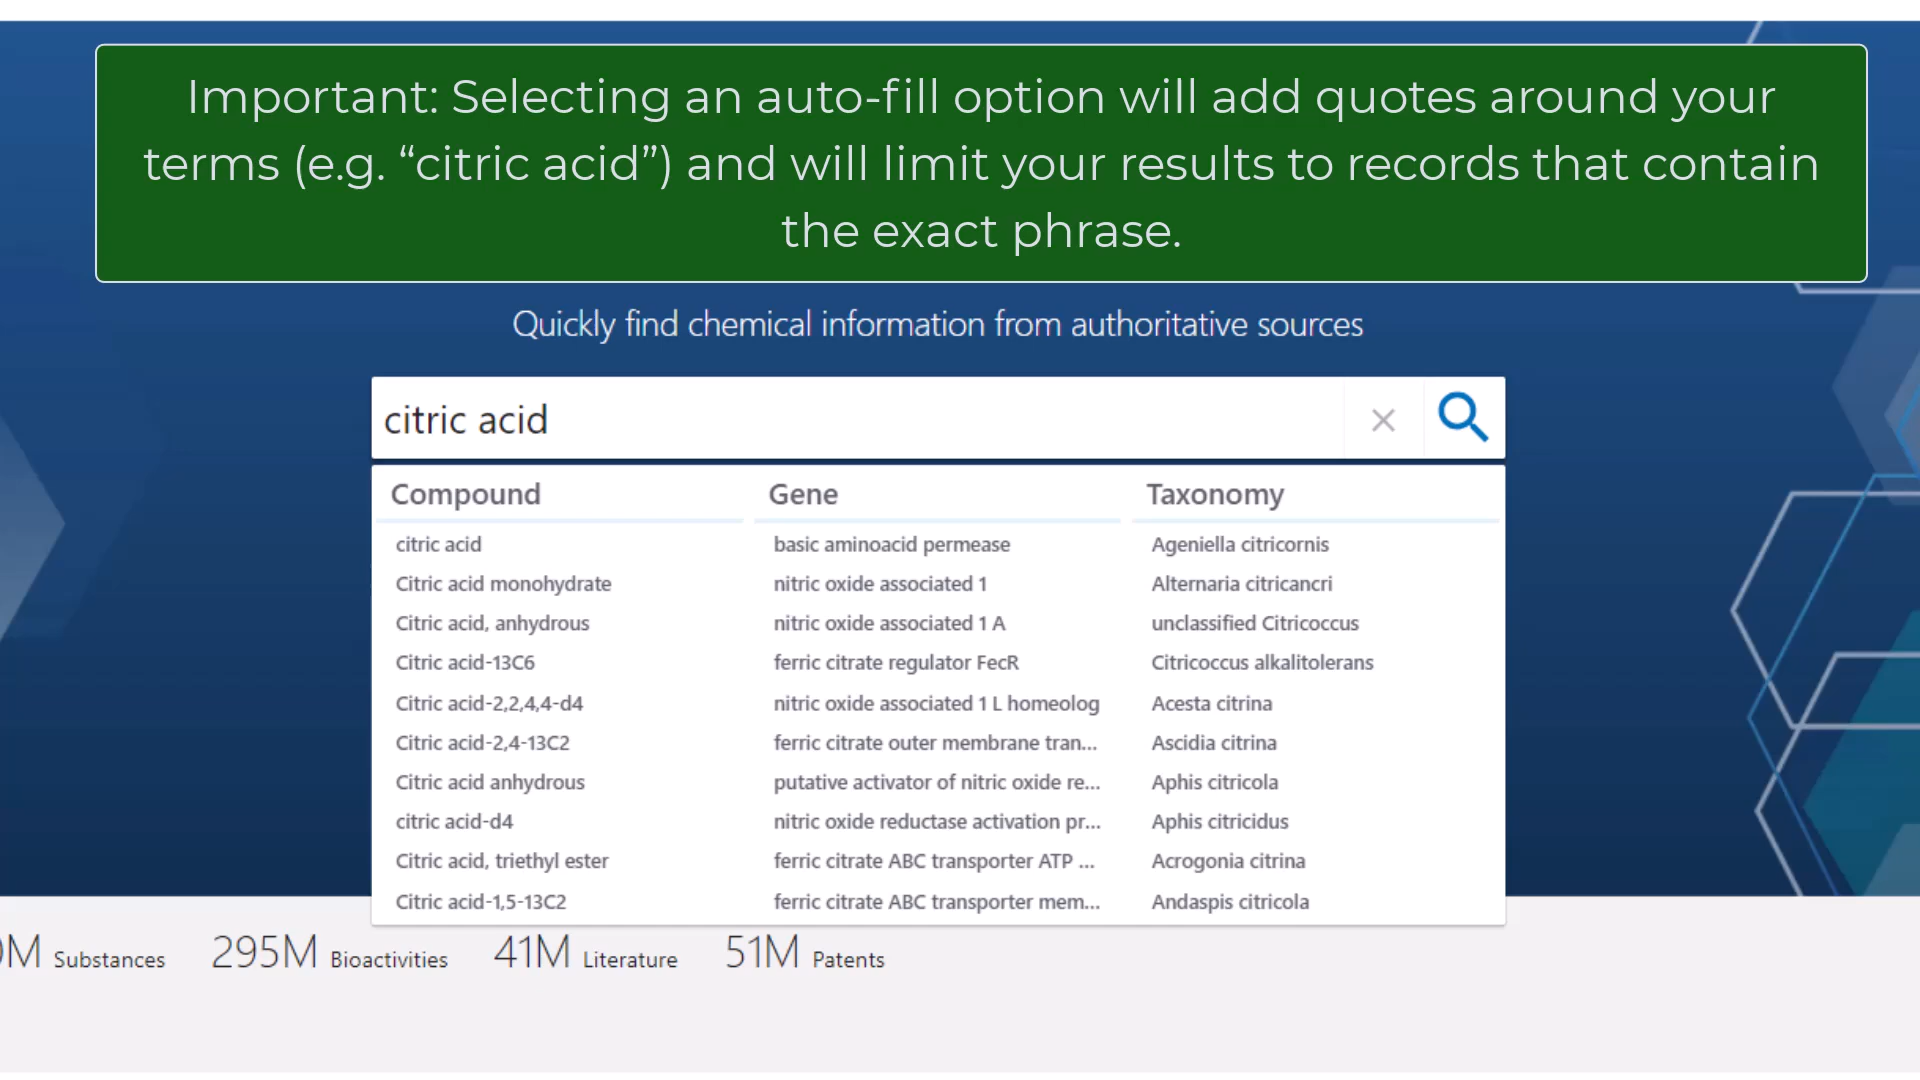 Important: Selecting an auto-fill option will add quotes around your
terms (e.g. “citric acid”) and will limit your results to records that contain
the exact phrase.
Quickly find chemical information from authoritative sources
citric acid
Compound
citric acid
Citric acid monohydrate
Citric acid, anhydrous
Citric acid-13C6
Citric acid-2,2,4,4-d4
Citric acid-2,4-13C2
Citric acid anhydrous
citric acid-d4
Citric acid, triethyl ester
Citric acid-1,5-13C2
Gene
basic aminoacid permease
nitric oxide associated 1
nitric oxide associated 1 A
ferric citrate regulator FecR
nitric oxide associated 1 L homeolog
ferric citrate outer membrane tran...
putative activator of nitric oxide re...
nitric oxide reductase activation pr...
ferric citrate ABC transporter ATP ...
ferric citrate ABC transporter mem...
Taxonomy
Ageniella citricornis
Alternaria citricancri
unclassified Citricoccus
Citricoccus alkalitolerans
Acesta citrina
Ascidia citrina
Aphis citricola
Aphis citricidus
Acrogonia citrina
Andaspis citricola
M Substances 295M Bioactivities 41M Literature 51M Patents